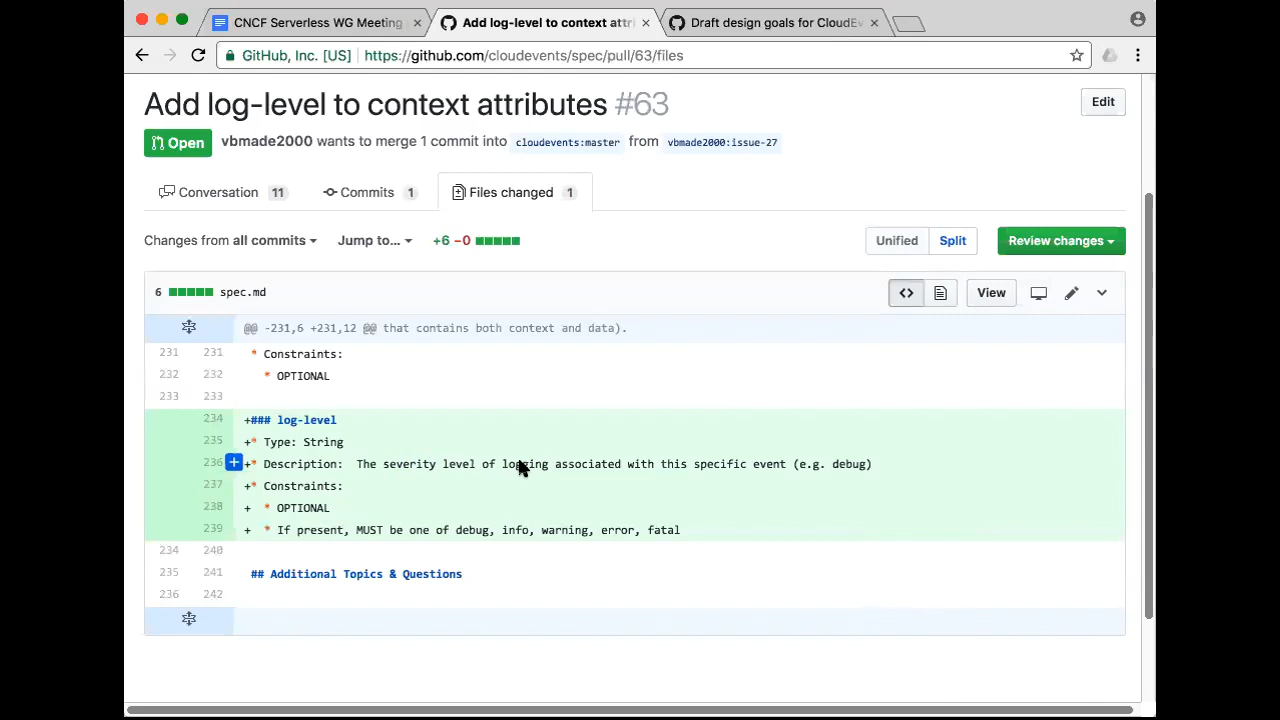 CNCF Serverless WG Meeting
Add log-level to context attri
Draft design goals for CloudEv
GitHub, Inc. [US]
https://github.com/cloudevents/spec/pull/63/files
Add log-level to context attributes #63
Edit
Open
vbmade2000 wants to merge 1 commit into cloudevents:master from vbmade2000:issue-27
Conversation 11
Commits 1
Files changed 1
Changes from all commits
Jump to...
+6 −0
Unified
Split
Review changes
6
spec.md
<>
View
@@ -231,6 +231,12 @@ that contains both context and data).
231 231 * Constraints:
232 232 * OPTIONAL
233 233
234 +### log-level
235 +* Type: String
236 +* Description: The severity level of logging associated with this specific event (e.g. debug)
237 +* Constraints:
238 + * OPTIONAL
239 + * If present, MUST be one of debug, info, warning, error, fatal
234 240
235 241 ## Additional Topics & Questions
236 242